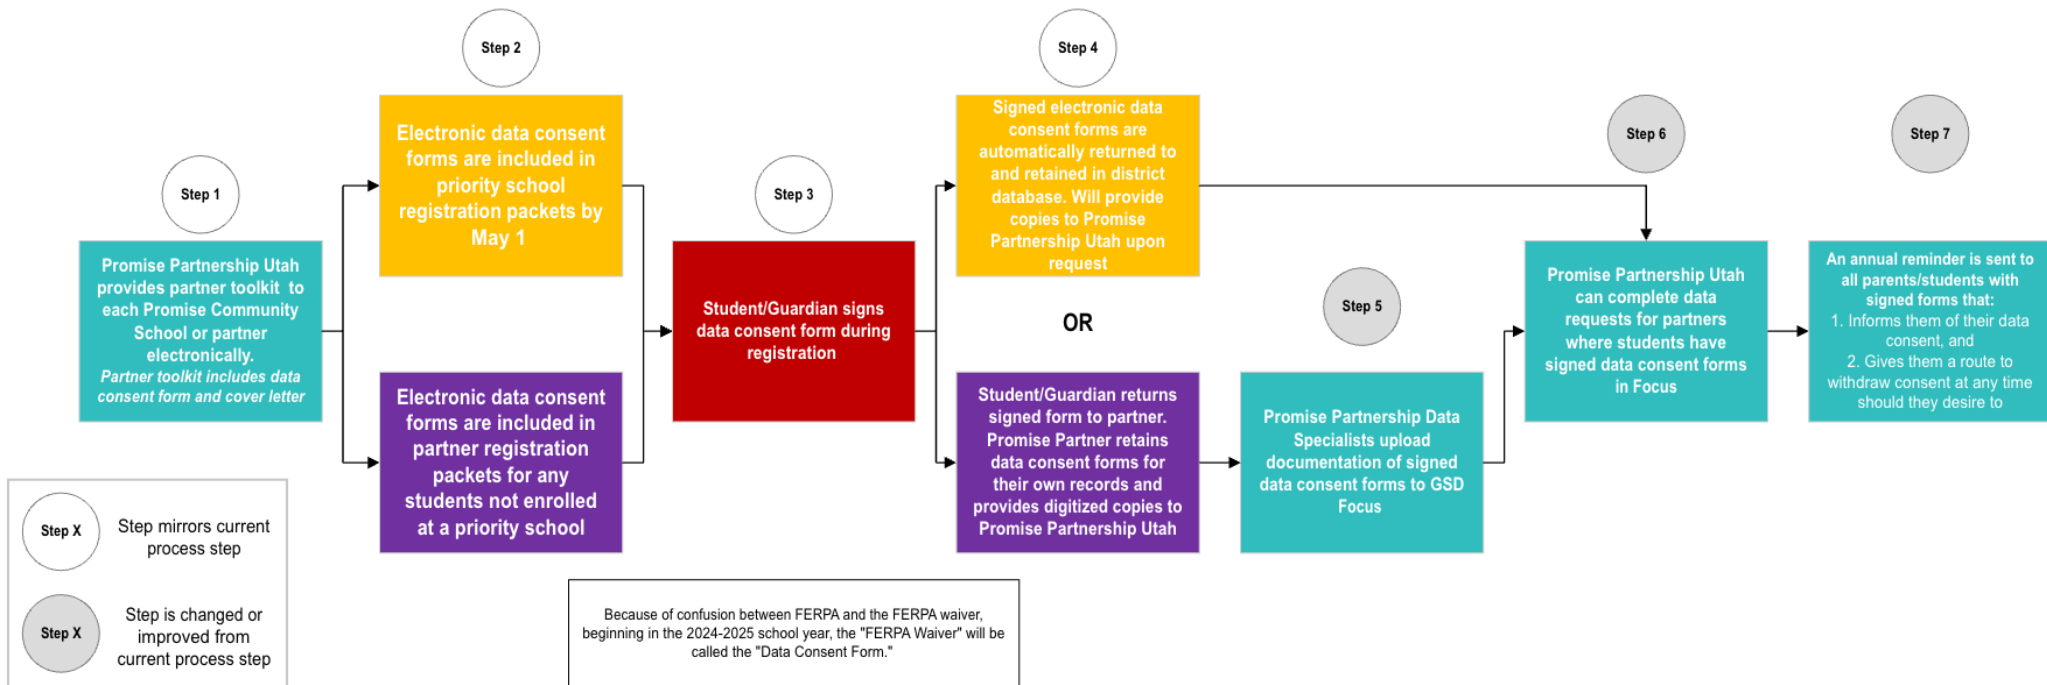 Step 1
Promise Partnership Utah
provides partner toolkit to
each Promise Community
School or partner
electronically.
Partner toolkit includes data
consent form and cover letter
Step 2
Electronic data consent
forms are included in
priority school
registration packets by
May 1
Electronic data consent
forms are included in
partner registration
packets for any
students not enrolled
at a priority school
Step 3
Student/Guardian signs
data consent form during
registration
Step 4
Signed electronic data
consent forms are
automatically returned to
and retained in district
database. Will provide
copies to Promise
Partnership Utah upon
request
OR
Student/Guardian returns
signed form to partner.
Promise Partner retains
data consent forms for
their own records and
provides digitized copies to
Promise Partnership Utah
Step 5
Promise Partnership Data
Specialists upload
documentation of signed
data consent forms to GSD
Focus
Step 6
Promise Partnership Utah
can complete data
requests for partners
where students have
signed data consent forms
in Focus
Step 7
An annual reminder is sent to
all parents/students with
signed forms that:
1. Informs them of their data
consent, and
2. Gives them a route to
withdraw consent at any time
should they desire to
Step X
Step mirrors current
process step
Step X
Step is changed or
improved from
current process step
Because of confusion between FERPA and the FERPA waiver,
beginning in the 2024-2025 school year, the "FERPA Waiver" will be
called the "Data Consent Form."